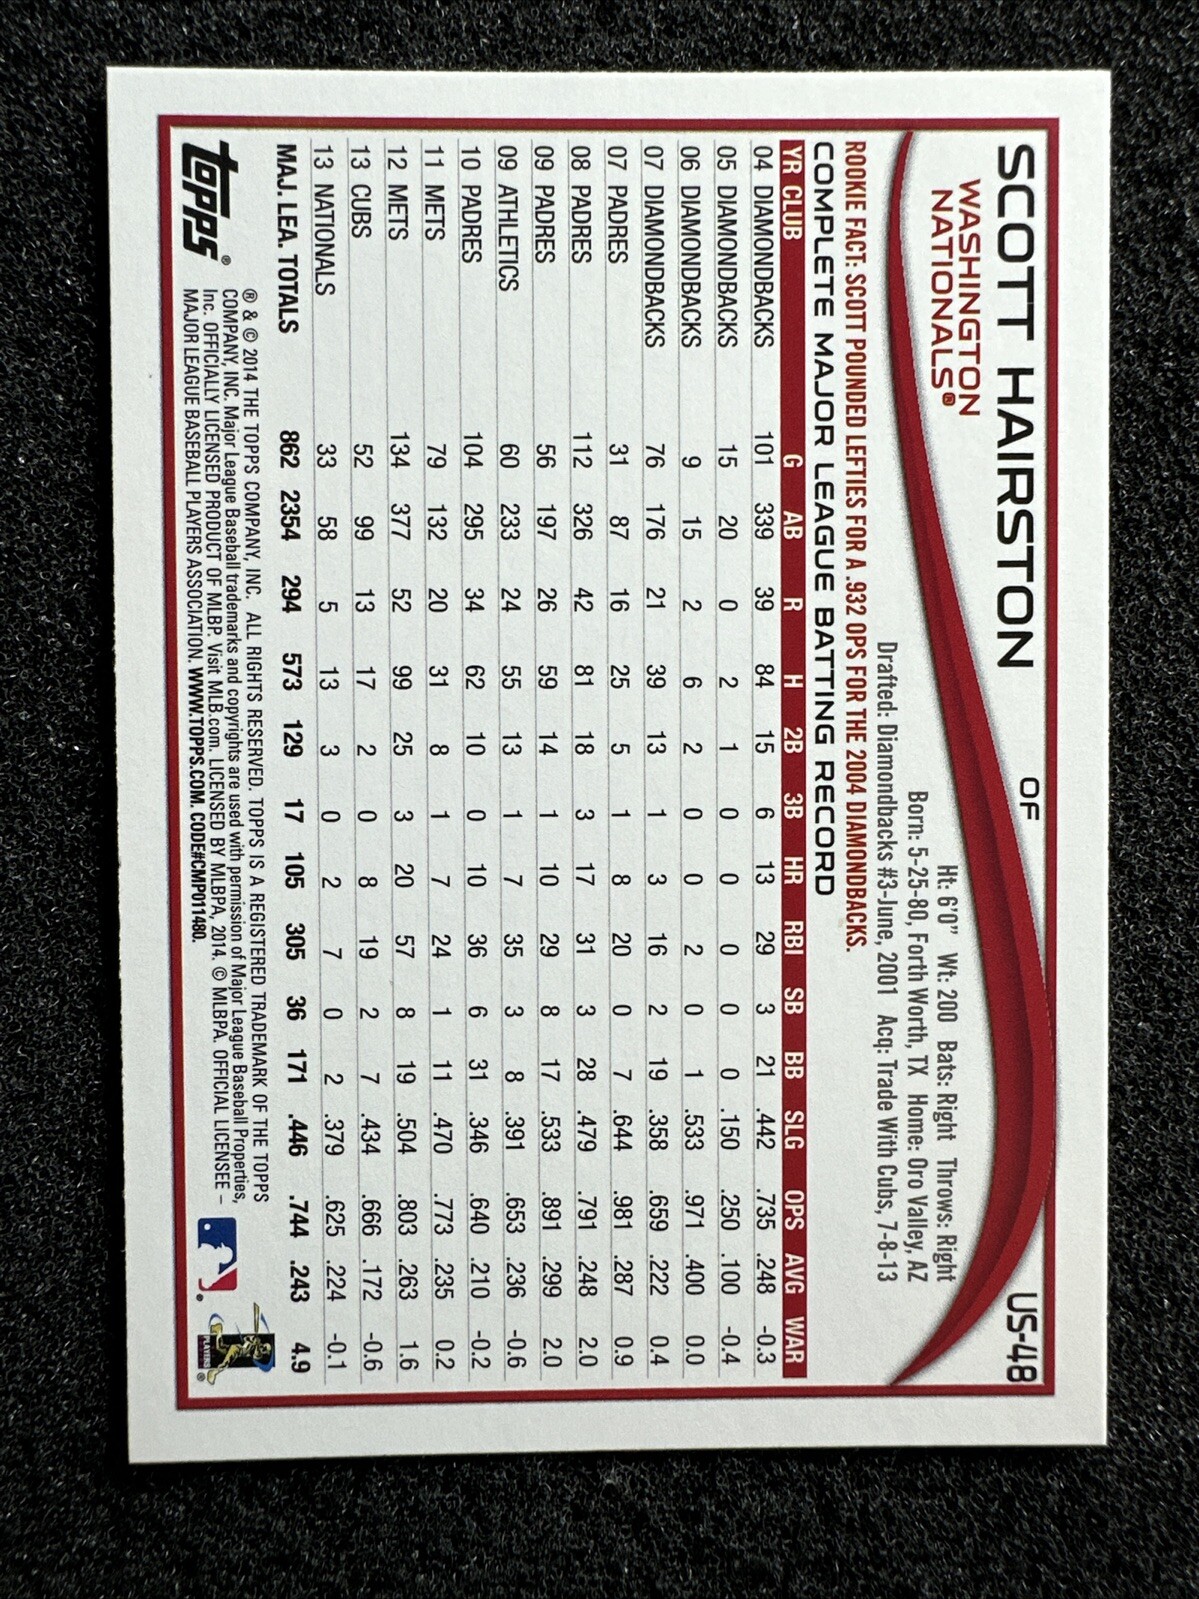 SCOTT HAIRSTON OF US-48
WASHINGTON
NATIONALS®
Ht: 6'0" Wt: 200 Bats: Right Throws: Right
Born: 5-25-80, Forth Worth, TX Home: Oro Valley, AZ
Drafted: Diamondbacks #3-June, 2001 Acq: Trade With Cubs, 7-8-13
ROOKIE FACT: SCOTT POUNDED LEFTIES FOR A .932 OPS FOR THE 2004 DIAMONDBACKS.
COMPLETE MAJOR LEAGUE BATTING RECORD
YR CLUB G AB R H 2B 3B HR RBI SB BB SLG OPS AVG WAR
04 DIAMONDBACKS 101 339 39 84 15 6 13 29 3 21 .442 .735 .248 -0.3
05 DIAMONDBACKS 15 20 0 2 1 0 0 0 0 0 .150 .250 .100 -0.4
06 DIAMONDBACKS 9 15 2 6 2 0 0 2 0 1 .533 .971 .400 0.0
07 DIAMONDBACKS 76 176 21 39 13 1 3 16 2 19 .358 .659 .222 0.4
07 PADRES 31 87 16 25 5 1 8 20 0 7 .644 .981 .287 0.9
08 PADRES 112 326 42 81 18 3 17 31 3 28 .479 .791 .248 2.0
09 PADRES 56 197 26 59 14 1 10 29 8 17 .533 .891 .299 2.0
09 ATHLETICS 60 233 24 55 13 1 7 35 3 8 .391 .653 .236 -0.6
10 PADRES 104 295 34 62 10 0 10 36 6 31 .346 .640 .210 -0.2
11 METS 79 132 20 31 8 1 7 24 1 11 .470 .773 .235 0.2
12 METS 134 377 52 99 25 3 20 57 8 19 .504 .803 .263 1.6
13 CUBS 52 99 13 17 2 0 8 19 2 7 .434 .666 .172 -0.6
13 NATIONALS 33 58 5 13 3 0 2 7 0 2 .379 .625 .224 -0.1
MAJ. LEA. TOTALS 862 2354 294 573 129 17 105 305 36 171 .446 .744 .243 4.9
topps®
® & © 2014 THE TOPPS COMPANY, INC. ALL RIGHTS RESERVED. TOPPS IS A REGISTERED TRADEMARK OF THE TOPPS
COMPANY, INC. Major League Baseball trademarks and copyrights are used with permission of Major League Baseball Properties,
Inc. OFFICIALLY LICENSED PRODUCT OF MLBP. Visit MLB.com. LICENSED BY MLBPA, 2014. © MLBPA. OFFICIAL LICENSEE –
MAJOR LEAGUE BASEBALL PLAYERS ASSOCIATION. WWW.TOPPS.COM. CODE#CMP011480.
PLAYERS